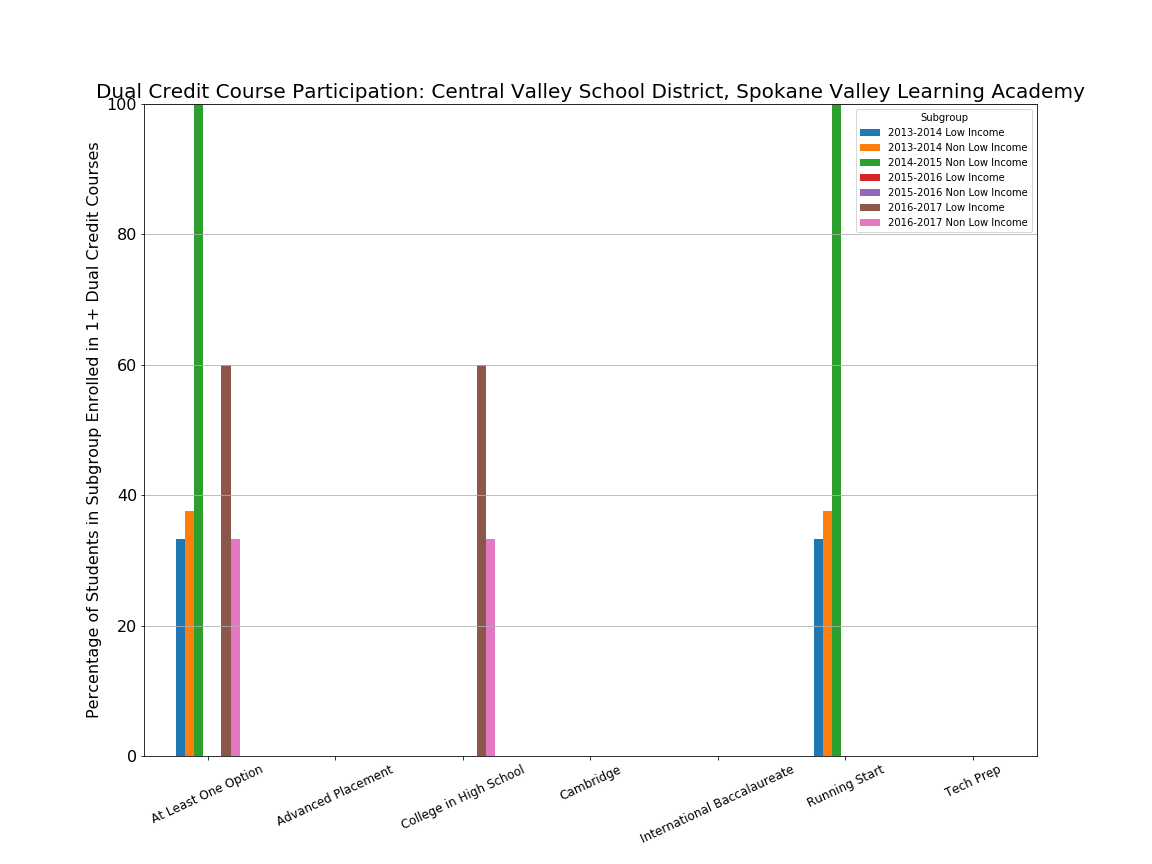 Dual Credit Course Participation: Central Valley School District, Spokane Valley Learning Academy
Percentage of Students in Subgroup Enrolled in 1+ Dual Credit Courses
100
80
60
40
20
0
Subgroup
2013-2014 Low Income
2013-2014 Non Low Income
2014-2015 Non Low Income
2015-2016 Low Income
2015-2016 Non Low Income
2016-2017 Low Income
2016-2017 Non Low Income
At Least One Option
Advanced Placement
College in High School
Cambridge
International Baccalaureate
Running Start
Tech Prep